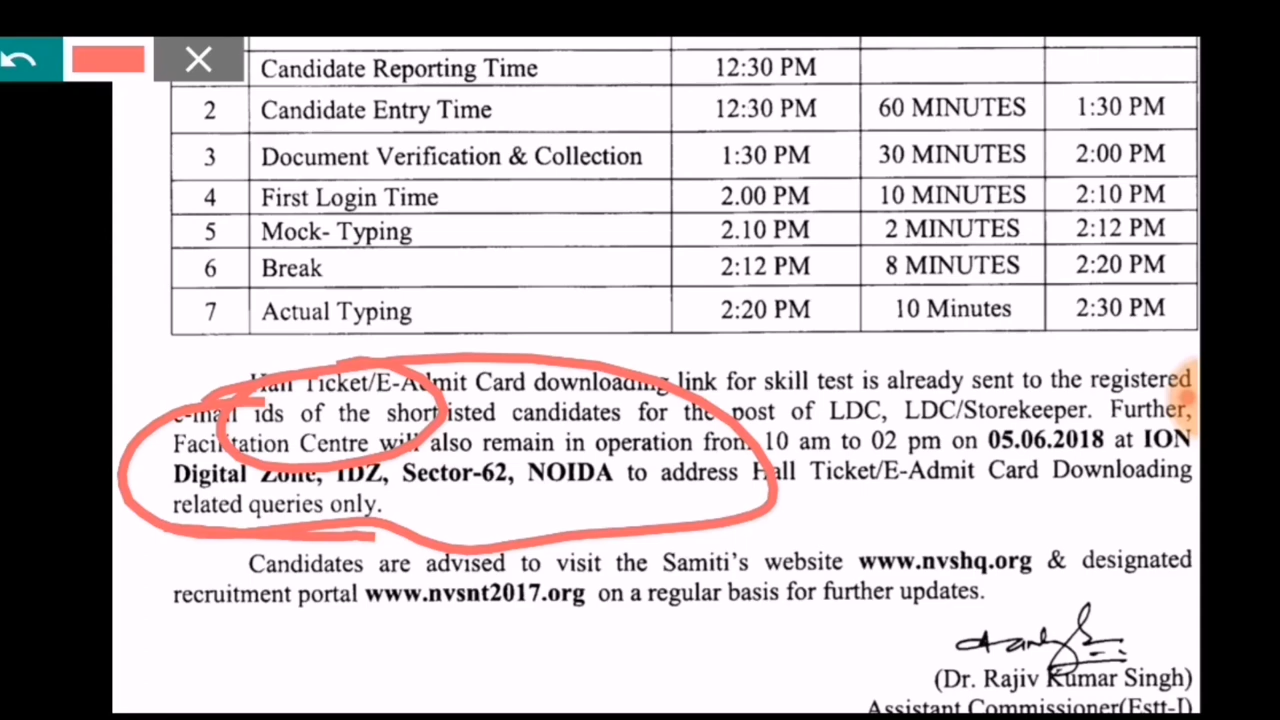 Candidate Reporting Time 12:30 PM
2 Candidate Entry Time 12:30 PM 60 MINUTES 1:30 PM
3 Document Verification & Collection 1:30 PM 30 MINUTES 2:00 PM
4 First Login Time 2.00 PM 10 MINUTES 2:10 PM
5 Mock- Typing 2.10 PM 2 MINUTES 2:12 PM
6 Break 2:12 PM 8 MINUTES 2:20 PM
7 Actual Typing 2:20 PM 10 Minutes 2:30 PM
Hall Ticket/E-Admit Card downloading link for skill test is already sent to the registered
e-mail ids of the shortlisted candidates for the post of LDC, LDC/Storekeeper. Further,
Facilitation Centre will also remain in operation from 10 am to 02 pm on 05.06.2018 at ION
Digital Zone, IDZ, Sector-62, NOIDA to address Hall Ticket/E-Admit Card Downloading
related queries only.
Candidates are advised to visit the Samiti's website www.nvshq.org & designated
recruitment portal www.nvsnt2017.org on a regular basis for further updates.
(Dr. Rajiv Kumar Singh)
Assistant Commissioner(Estt-I)